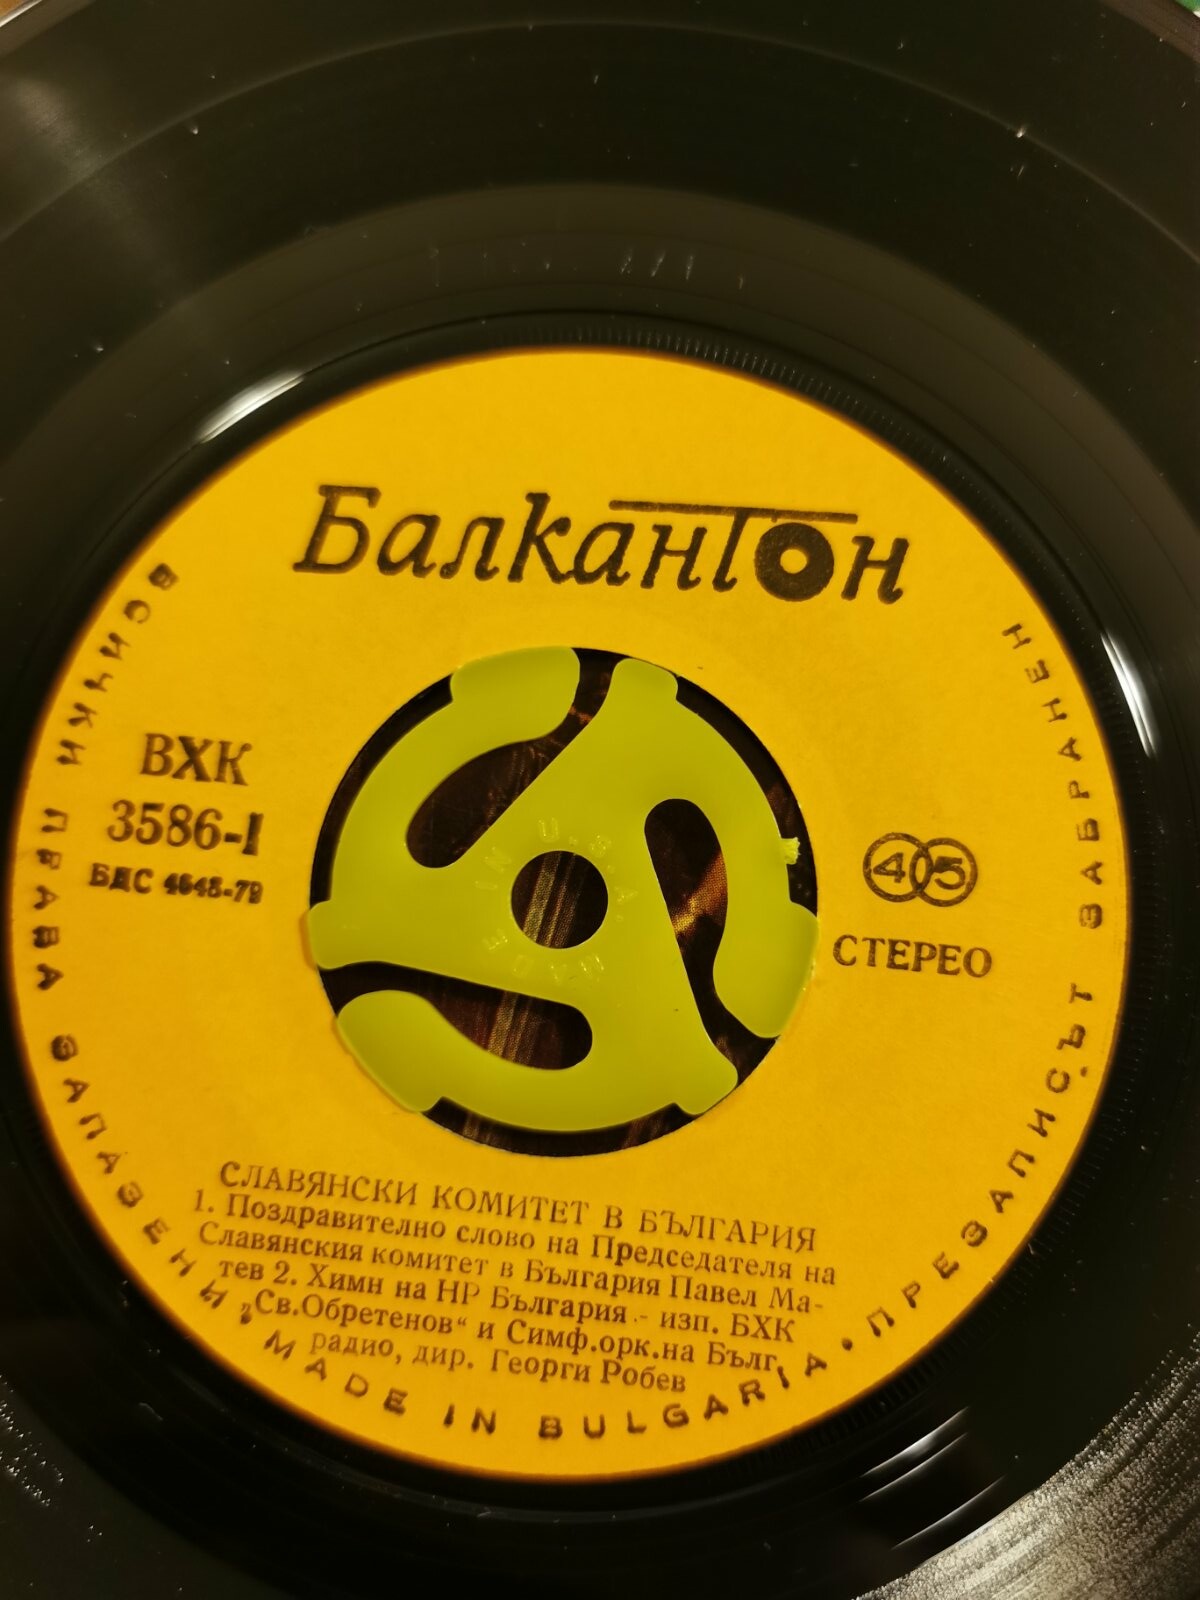 Балкантон
ВХК
3586-I
БДС 4648-79
45
СТЕРЕО
MADE IN U.S.A.
СЛАВЯНСКИ КОМИТЕТ В БЪЛГАРИЯ
1. Поздравително слово на Председателя на
Славянския комитет в България Павел Ма-
тев 2. Химн на НР България - изп. БХК
„Св.Обретенов“ и Симф.орк.на Бълг.
радио, дир. Георги Робев
ВСИЧКИ ПРАВА ЗАПАЗЕНИ • MADE IN BULGARIA • ПРЕЗАПИСЪТ ЗАБРАНЕН